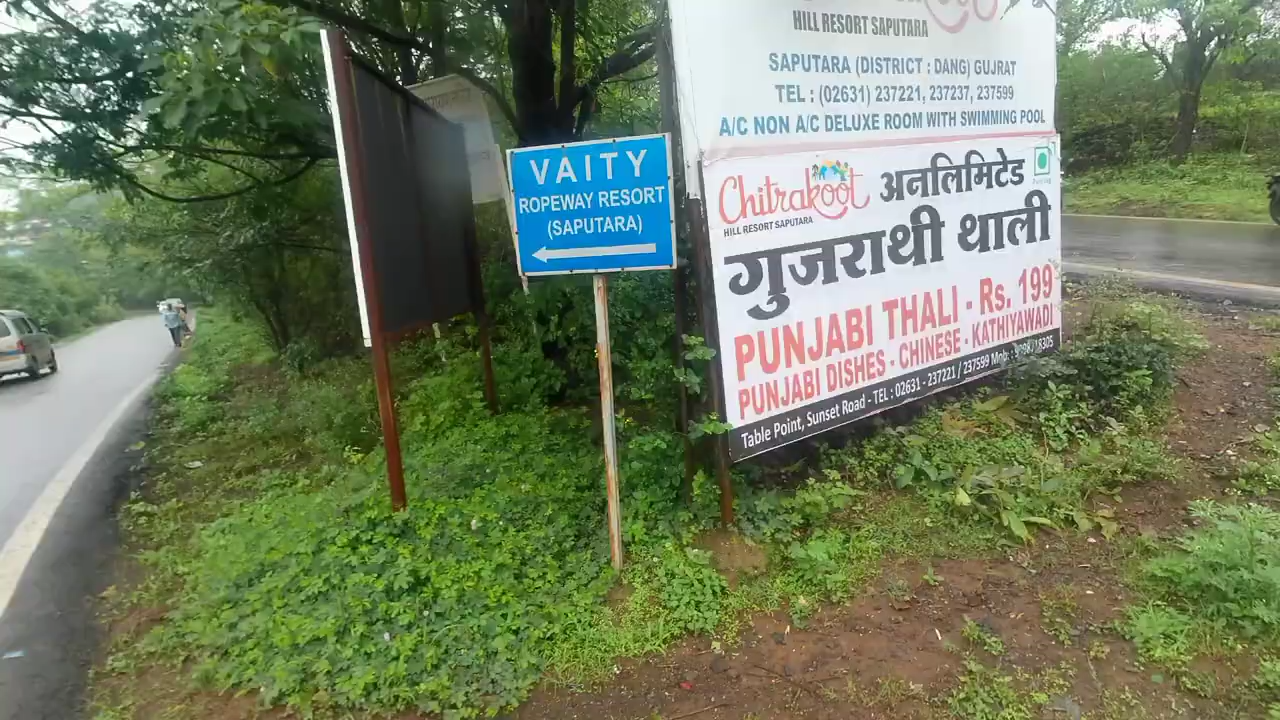 VAITY
ROPEWAY RESORT
(SAPUTARA)
HILL RESORT SAPUTARA
SAPUTARA (DISTRICT : DANG) GUJRAT
TEL : (02631) 237221, 237237, 237599
A/C NON A/C DELUXE ROOM WITH SWIMMING POOL
Chitrakoot
HILL RESORT SAPUTARA
अनलिमिटेड
गुजराथी थाली
PUNJABI THALI - Rs. 199
PUNJABI DISHES - CHINESE - KATHIYAWADI
Table Point, Sunset Road - TEL : 02631 - 237221 / 237599 Mob. :